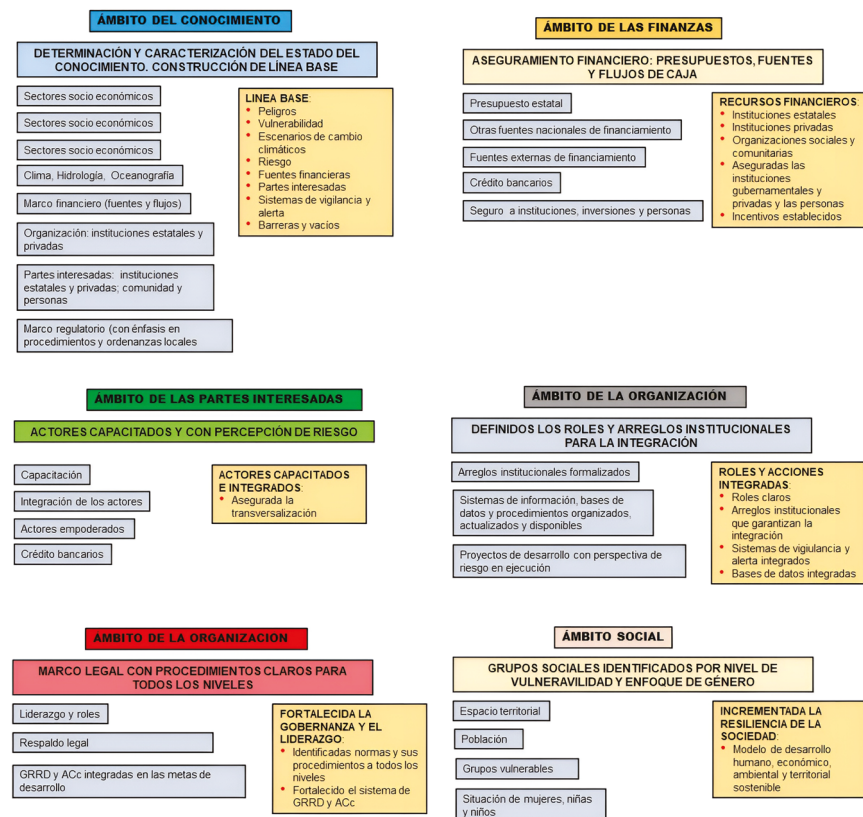 ÁMBITO DEL CONOCIMIENTO
DETERMINACIÓN Y CARACTERIZACIÓN DEL ESTADO DEL
CONOCIMIENTO. CONSTRUCCIÓN DE LÍNEA BASE
Sectores socio económicos
Sectores socio económicos
Sectores socio económicos
Clima, Hidrología, Oceanografía
Marco financiero (fuentes y flujos)
Organización: instituciones estatales y
privadas
Partes interesadas: instituciones
estatales y privadas; comunidad y
personas
Marco regulatorio (con énfasis en
procedimientos y ordenanzas locales
LINEA BASE:
• Peligros
• Vulnerabilidad
• Escenarios de cambio
climáticos
• Riesgo
• Fuentes financieras
• Partes interesadas
• Sistemas de vigilancia y
alerta
• Barreras y vacíos
ÁMBITO DE LAS FINANZAS
ASEGURAMIENTO FINANCIERO: PRESUPUESTOS, FUENTES
Y FLUJOS DE CAJA
Presupuesto estatal
Otras fuentes nacionales de financiamiento
Fuentes externas de financiamiento
Crédito bancarios
Seguro a instituciones, inversiones y personas
RECURSOS FINANCIEROS:
• Instituciones estatales
• Instituciones privadas
• Organizaciones sociales y
comunitarias
• Aseguradas las
instituciones
gubernamentales y
privadas y las personas
• Incentivos establecidos
ÁMBITO DE LAS PARTES INTERESADAS
ACTORES CAPACITADOS Y CON PERCEPCIÓN DE RIESGO
Capacitación
Integración de los actores
Actores empoderados
Crédito bancarios
ACTORES CAPACITADOS
E INTEGRADOS:
• Asegurada la
transversalización
ÁMBITO DE LA ORGANIZACIÓN
DEFINIDOS LOS ROLES Y ARREGLOS INSTITUCIONALES
PARA LA INTEGRACIÓN
Arreglos institucionales formalizados
Sistemas de información, bases de
datos y procedimientos organizados,
actualizados y disponibles
Proyectos de desarrollo con perspectiva de
riesgo en ejecución
ROLES Y ACCIONES
INTEGRADAS:
• Roles claros
• Arreglos institucionales
que garantizan la
integración
• Sistemas de vigiulancia y
alerta integrados
• Bases de datos integradas
ÁMBITO DE LA ORGANIZACIÓN
MARCO LEGAL CON PROCEDIMIENTOS CLAROS PARA
TODOS LOS NIVELES
Liderazgo y roles
Respaldo legal
GRRD y ACc integradas en las metas de
desarrollo
FORTALECIDA LA
GOBERNANZA Y EL
LIDERAZGO:
• Identificadas normas y sus
procedimientos a todos los
niveles
• Fortalecido el sistema de
GRRD y ACc
ÁMBITO SOCIAL
GRUPOS SOCIALES IDENTIFICADOS POR NIVEL DE
VULNERAVILIDAD Y ENFOQUE DE GÉNERO
Espacio territorial
Población
Grupos vulnerables
Situación de mujeres, niñas
y niños
INCREMENTADA LA
RESILIENCIA DE LA
SOCIEDAD:
• Modelo de desarrollo
humano, económico,
ambiental y territorial
sostenible